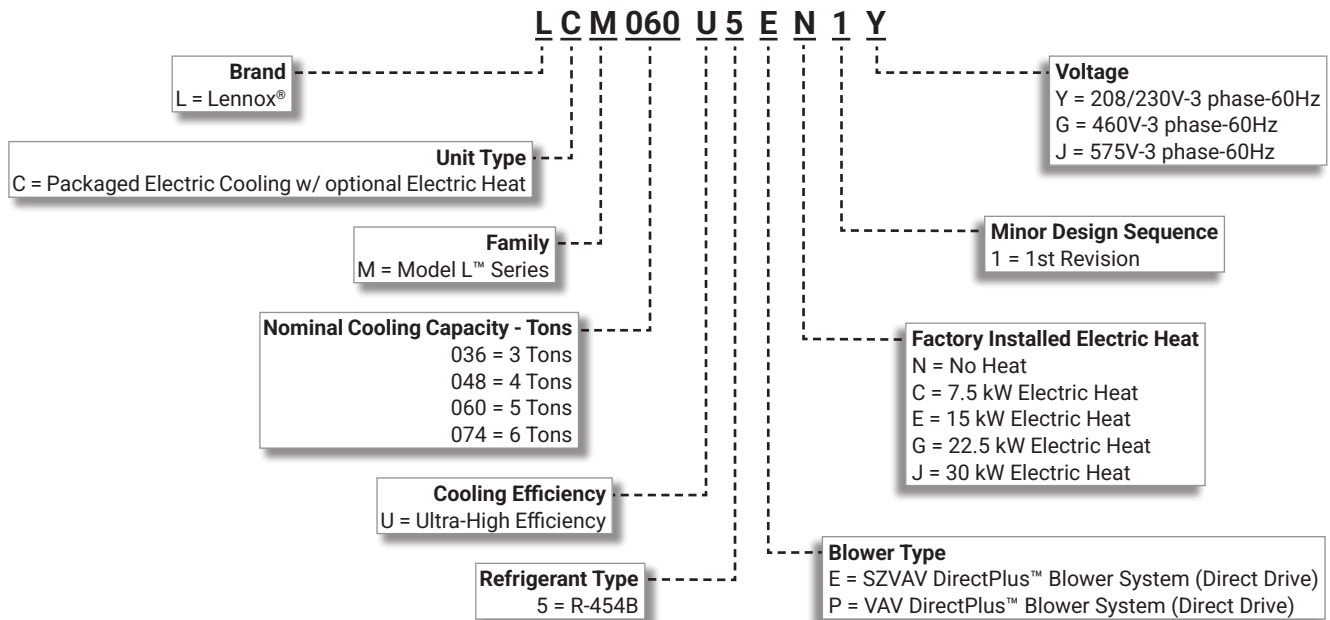 L C M 060 U 5 E N 1 Y
Brand
L = Lennox®
Unit Type
C = Packaged Electric Cooling w/ optional Electric Heat
Family
M = Model L™ Series
Nominal Cooling Capacity - Tons
036 = 3 Tons
048 = 4 Tons
060 = 5 Tons
074 = 6 Tons
Cooling Efficiency
U = Ultra-High Efficiency
Refrigerant Type
5 = R-454B
Voltage
Y = 208/230V-3 phase-60Hz
G = 460V-3 phase-60Hz
J = 575V-3 phase-60Hz
Minor Design Sequence
1 = 1st Revision
Factory Installed Electric Heat
N = No Heat
C = 7.5 kW Electric Heat
E = 15 kW Electric Heat
G = 22.5 kW Electric Heat
J = 30 kW Electric Heat
Blower Type
E = SZVAV DirectPlus™ Blower System (Direct Drive)
P = VAV DirectPlus™ Blower System (Direct Drive)